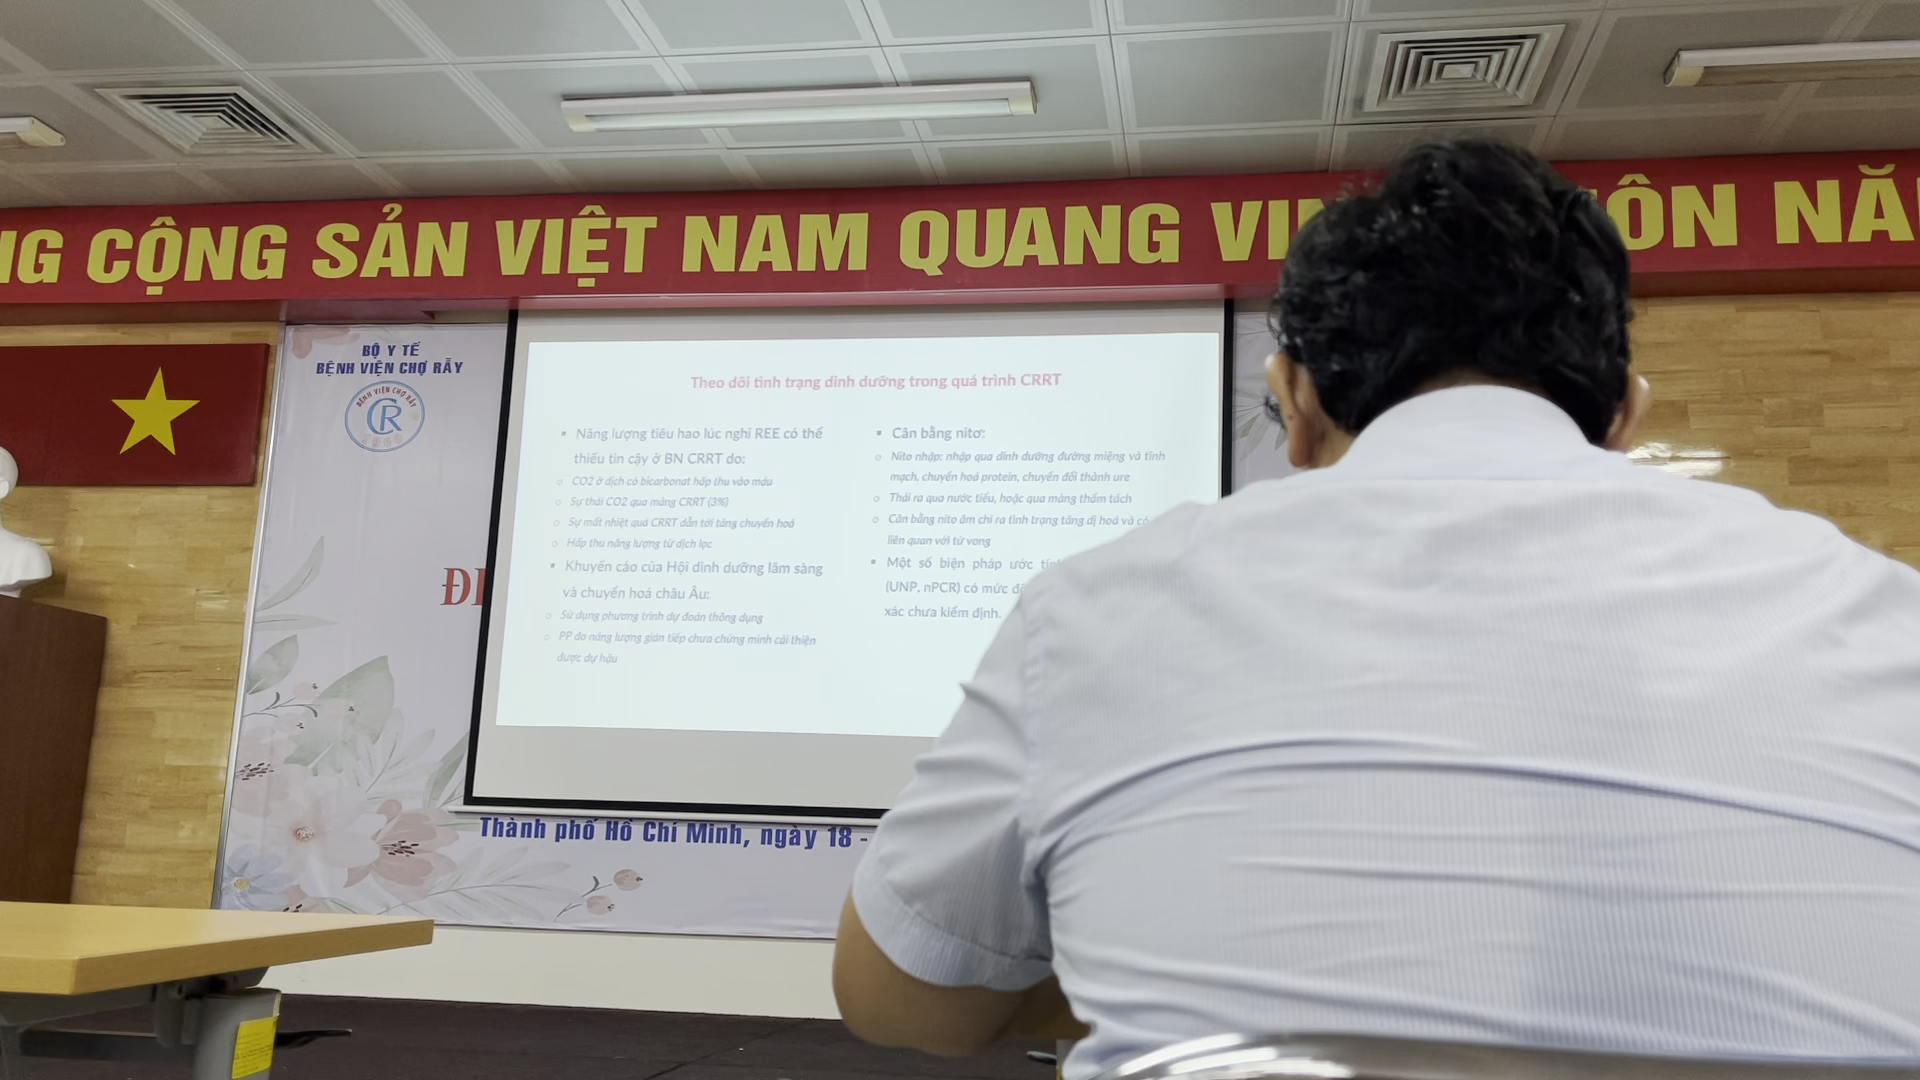 NG CỘNG SẢN VIỆT NAM QUANG VI ÔN NĂ
BỘ Y TẾ
BỆNH VIỆN CHỢ RẪY
BỆNH VIỆN CHỢ RẪY
CR
Theo dõi tình trạng dinh dưỡng trong quá trình CRRT
▪ Năng lượng tiêu hao lúc nghỉ REE có thể
thiếu tin cậy ở BN CRRT do:
○ CO2 ở dịch có bicarbonat hấp thu vào máu
○ Sự thải CO2 qua màng CRRT (3%)
○ Sự mất nhiệt quá CRRT dẫn tới tăng chuyển hoá
○ Hấp thu năng lượng từ dịch lọc
▪ Khuyến cáo của Hội dinh dưỡng lâm sàng
và chuyển hoá châu Âu:
○ Sử dụng phương trình dự đoán thông dụng
○ PP đo năng lượng gián tiếp chưa chứng minh cải thiện
được dự hậu
▪ Cân bằng nitơ:
○ Nitơ nhập: nhập qua dinh dưỡng đường miệng và tĩnh
mạch, chuyển hoá protein, chuyển đổi thành ure
○ Thải ra qua nước tiểu, hoặc qua màng thẩm tách
○ Cân bằng nito âm chỉ ra tình trạng tăng dị hoá và có
liên quan với tử vong
▪ Một số biện pháp ước tín
(UNP, nPCR) có mức đ
xác chưa kiểm định.
Thành phố Hồ Chí Minh, ngày 18 -